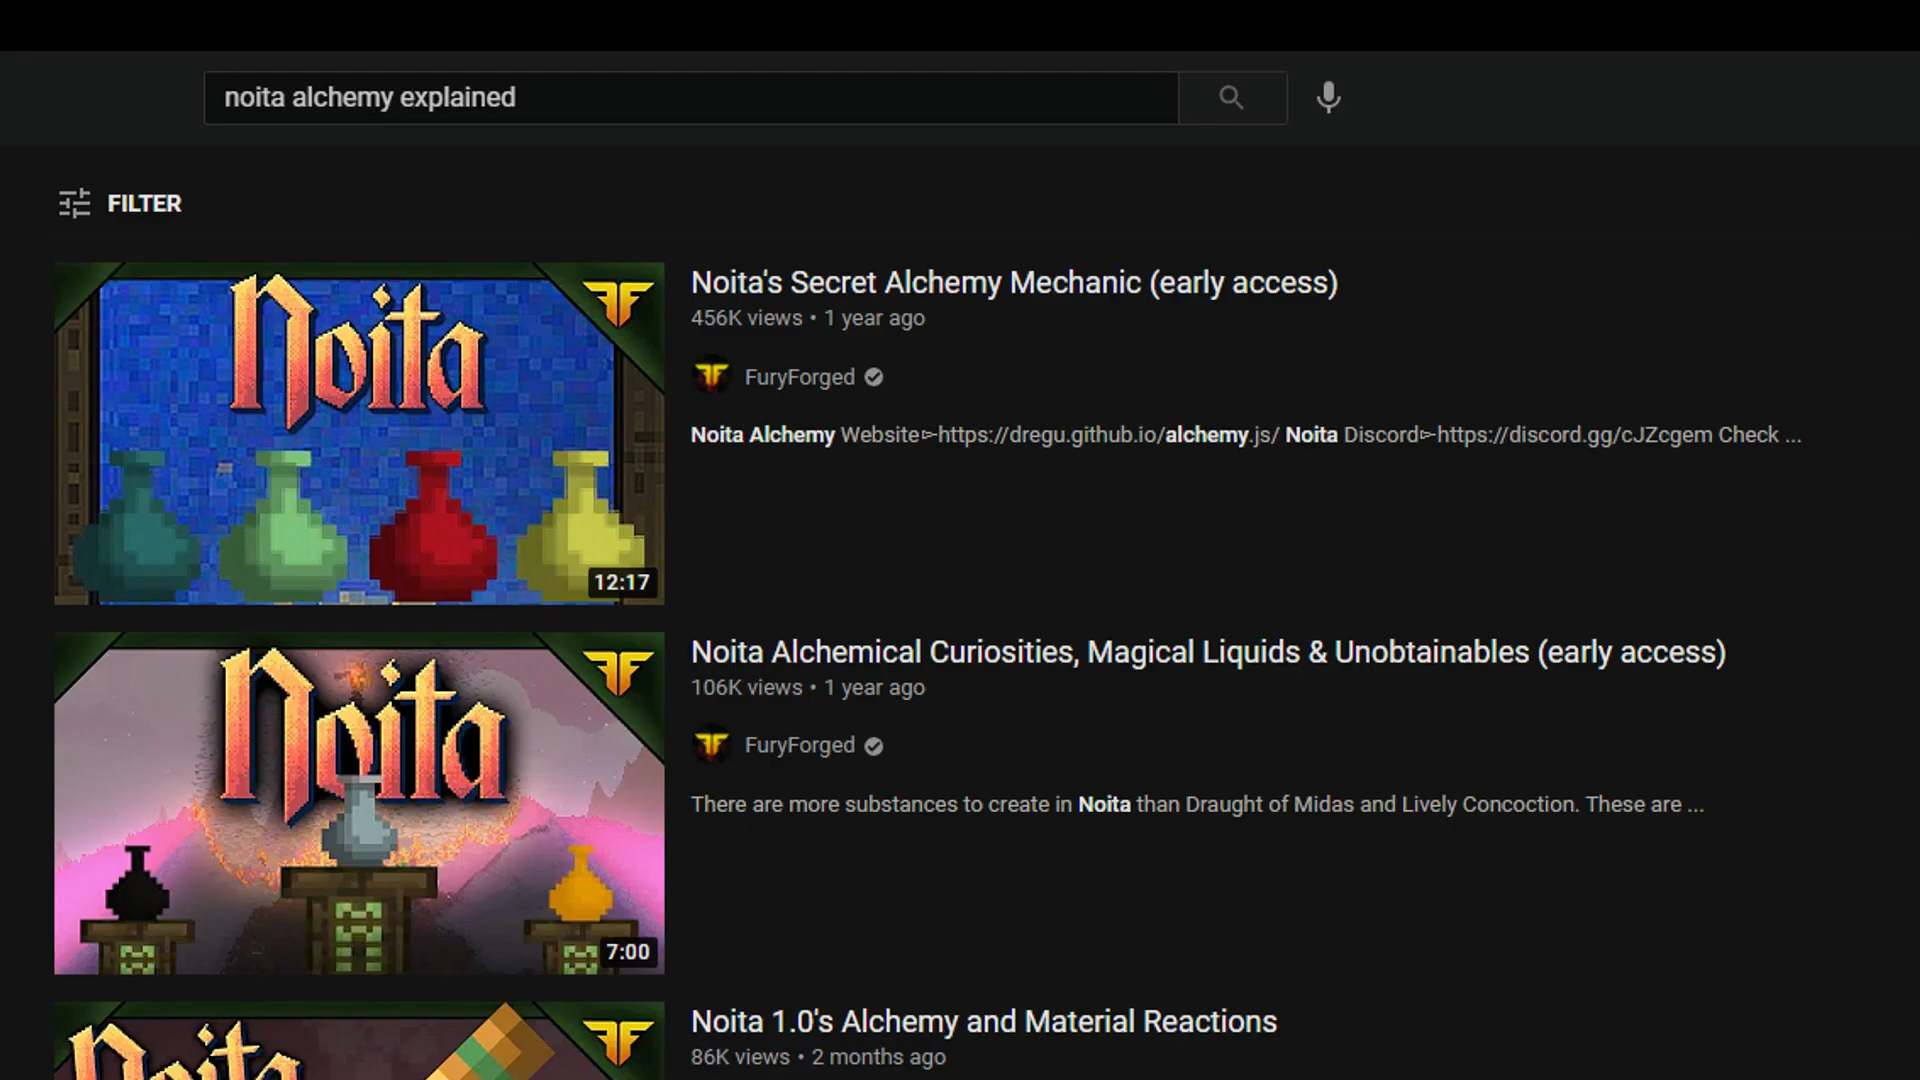 noita alchemy explained
FILTER
Noita
12:17
Noita's Secret Alchemy Mechanic (early access)
456K views • 1 year ago
FuryForged
Noita Alchemy Website▻https://dregu.github.io/alchemy.js/ Noita Discord▻https://discord.gg/cJZcgem Check ...
Noita
7:00
Noita Alchemical Curiosities, Magical Liquids & Unobtainables (early access)
106K views • 1 year ago
FuryForged
There are more substances to create in Noita than Draught of Midas and Lively Concoction. These are ...
Noita
Noita 1.0's Alchemy and Material Reactions
86K views • 2 months ago